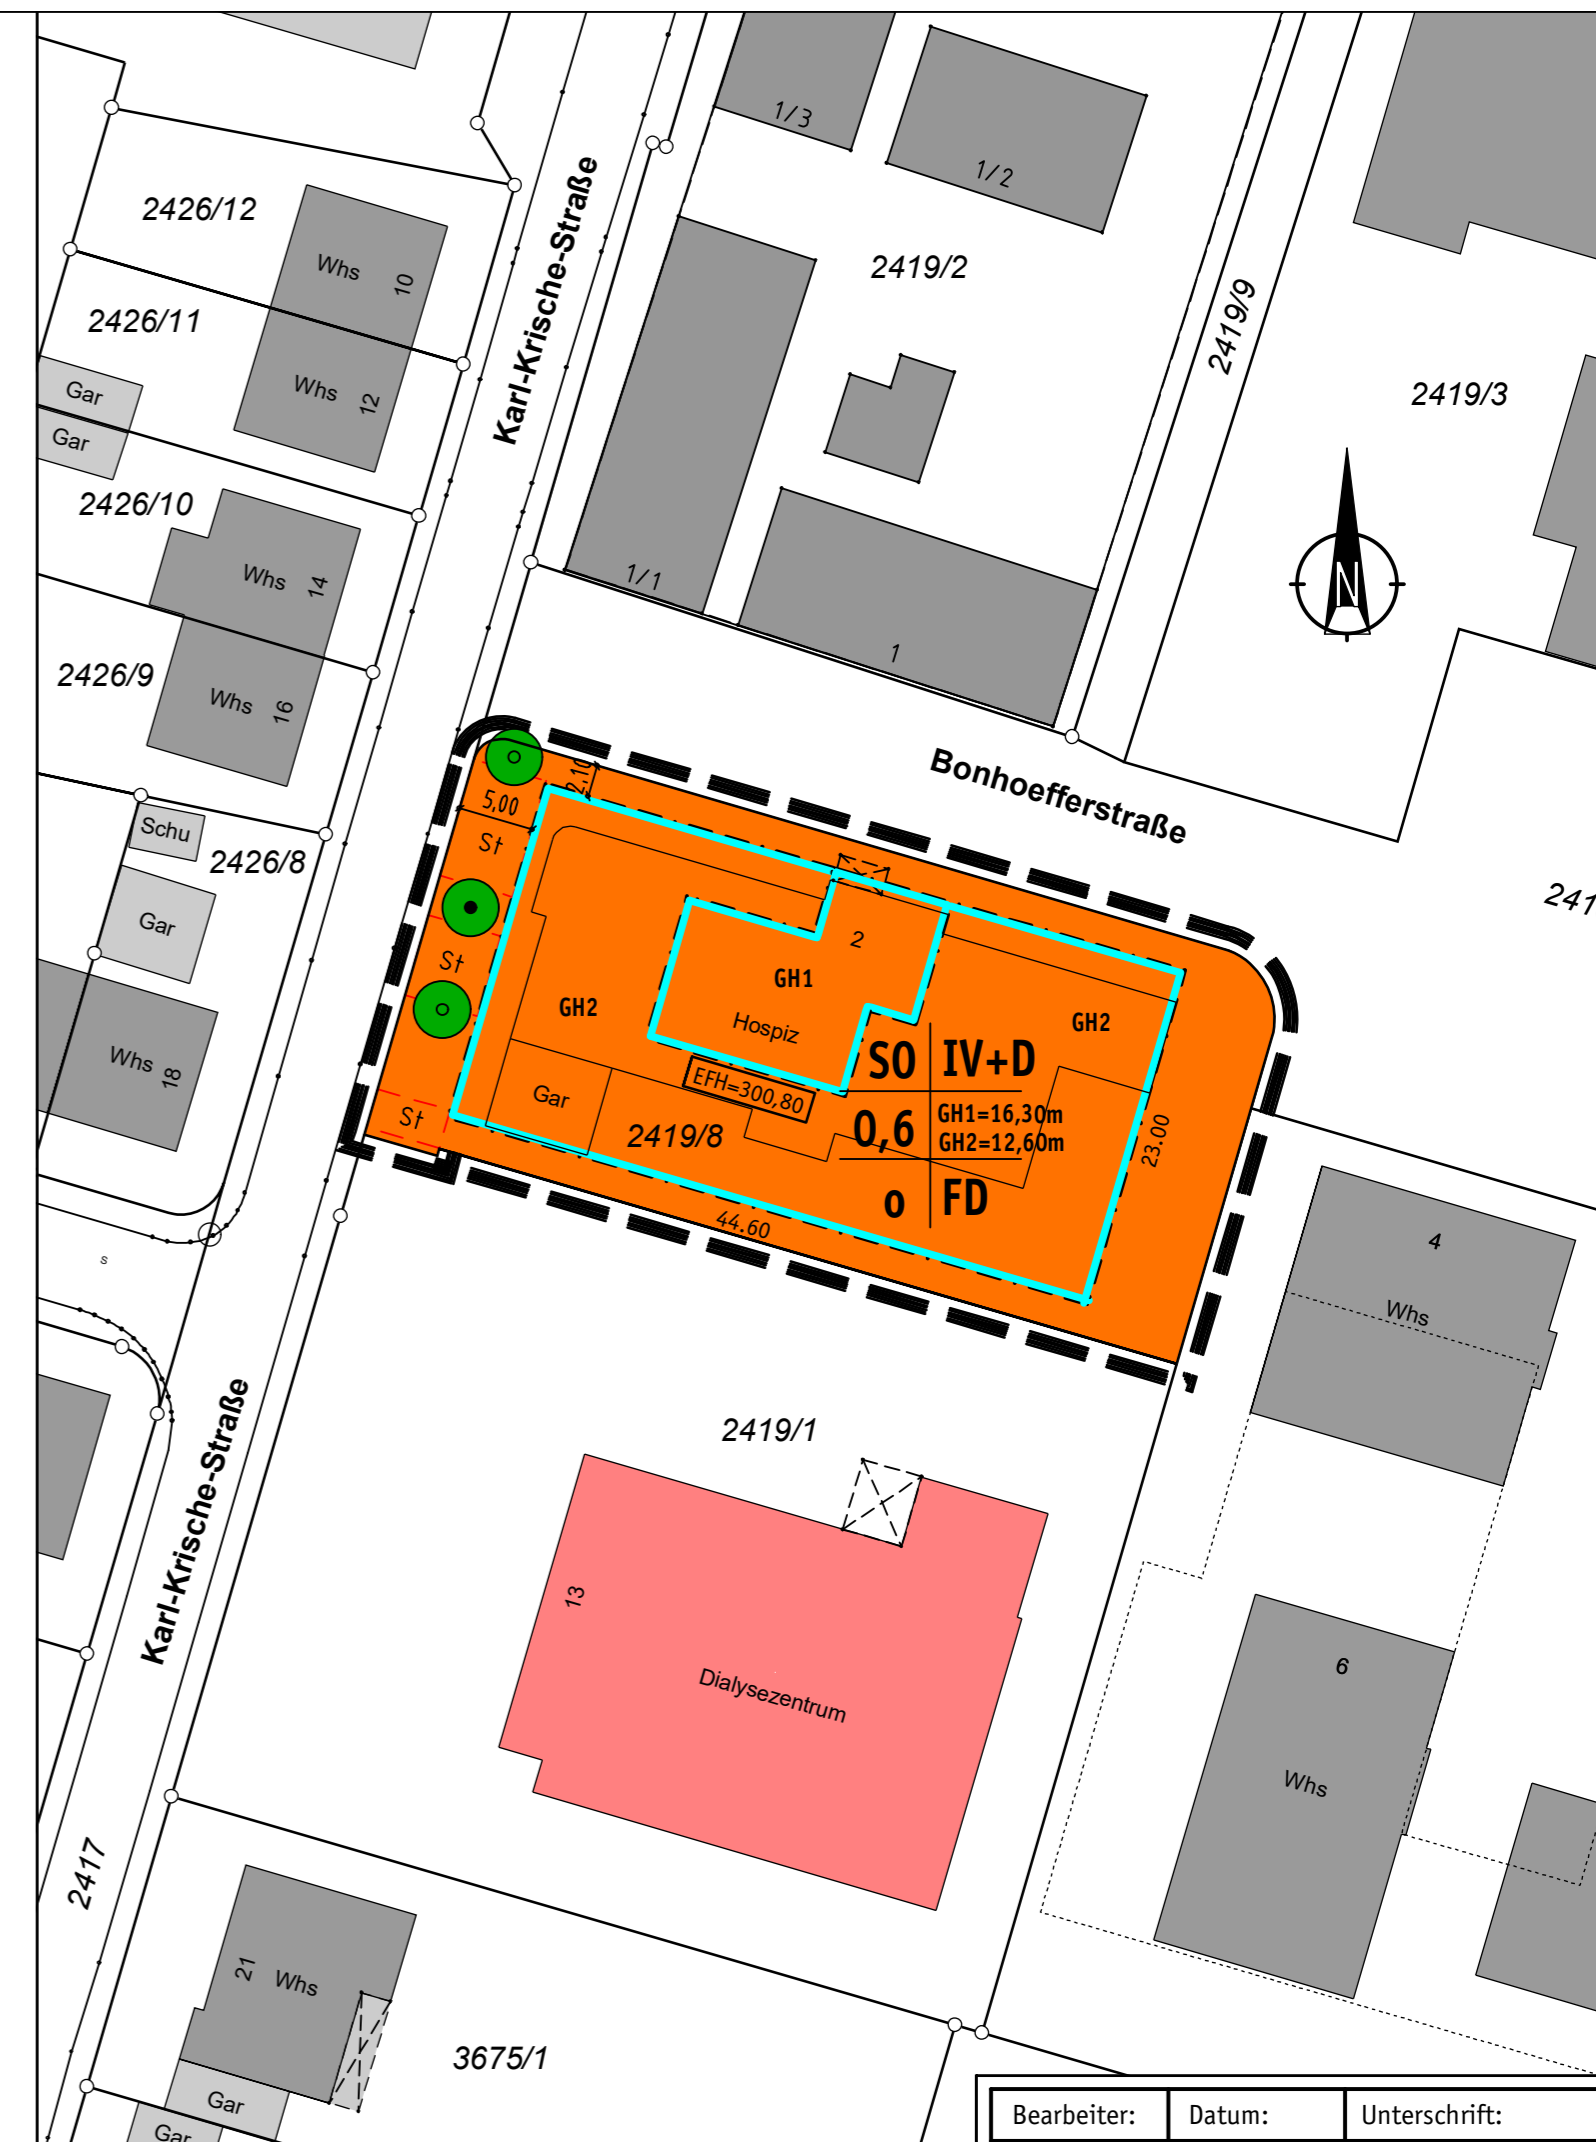 1/3
1/2
2426/12
Whs
10
2419/2
Karl-Krische-Straße
2426/11
2419/9
Whs
12
Gar
Gar
2419/3
2426/10
Whs
14
1/1
N
1
2426/9
Whs
16
Bonhoefferstraße
2,10
5,00
Schu
St
2426/8
241
Gar
2
St
GH1
GH2
Hospiz
GH2
Whs
18
SO
IV+D
EFH=300,80
Gar
St
2419/8
0,6
GH1=16,30m
GH2=12,60m
23.00
o
FD
44.60
s
4
Whs
Karl-Krische-Straße
2419/1
13
Dialysezentrum
6
Whs
2417
21
Whs
3675/1
Gar
Gar
Bearbeiter:
Datum:
Unterschrift: